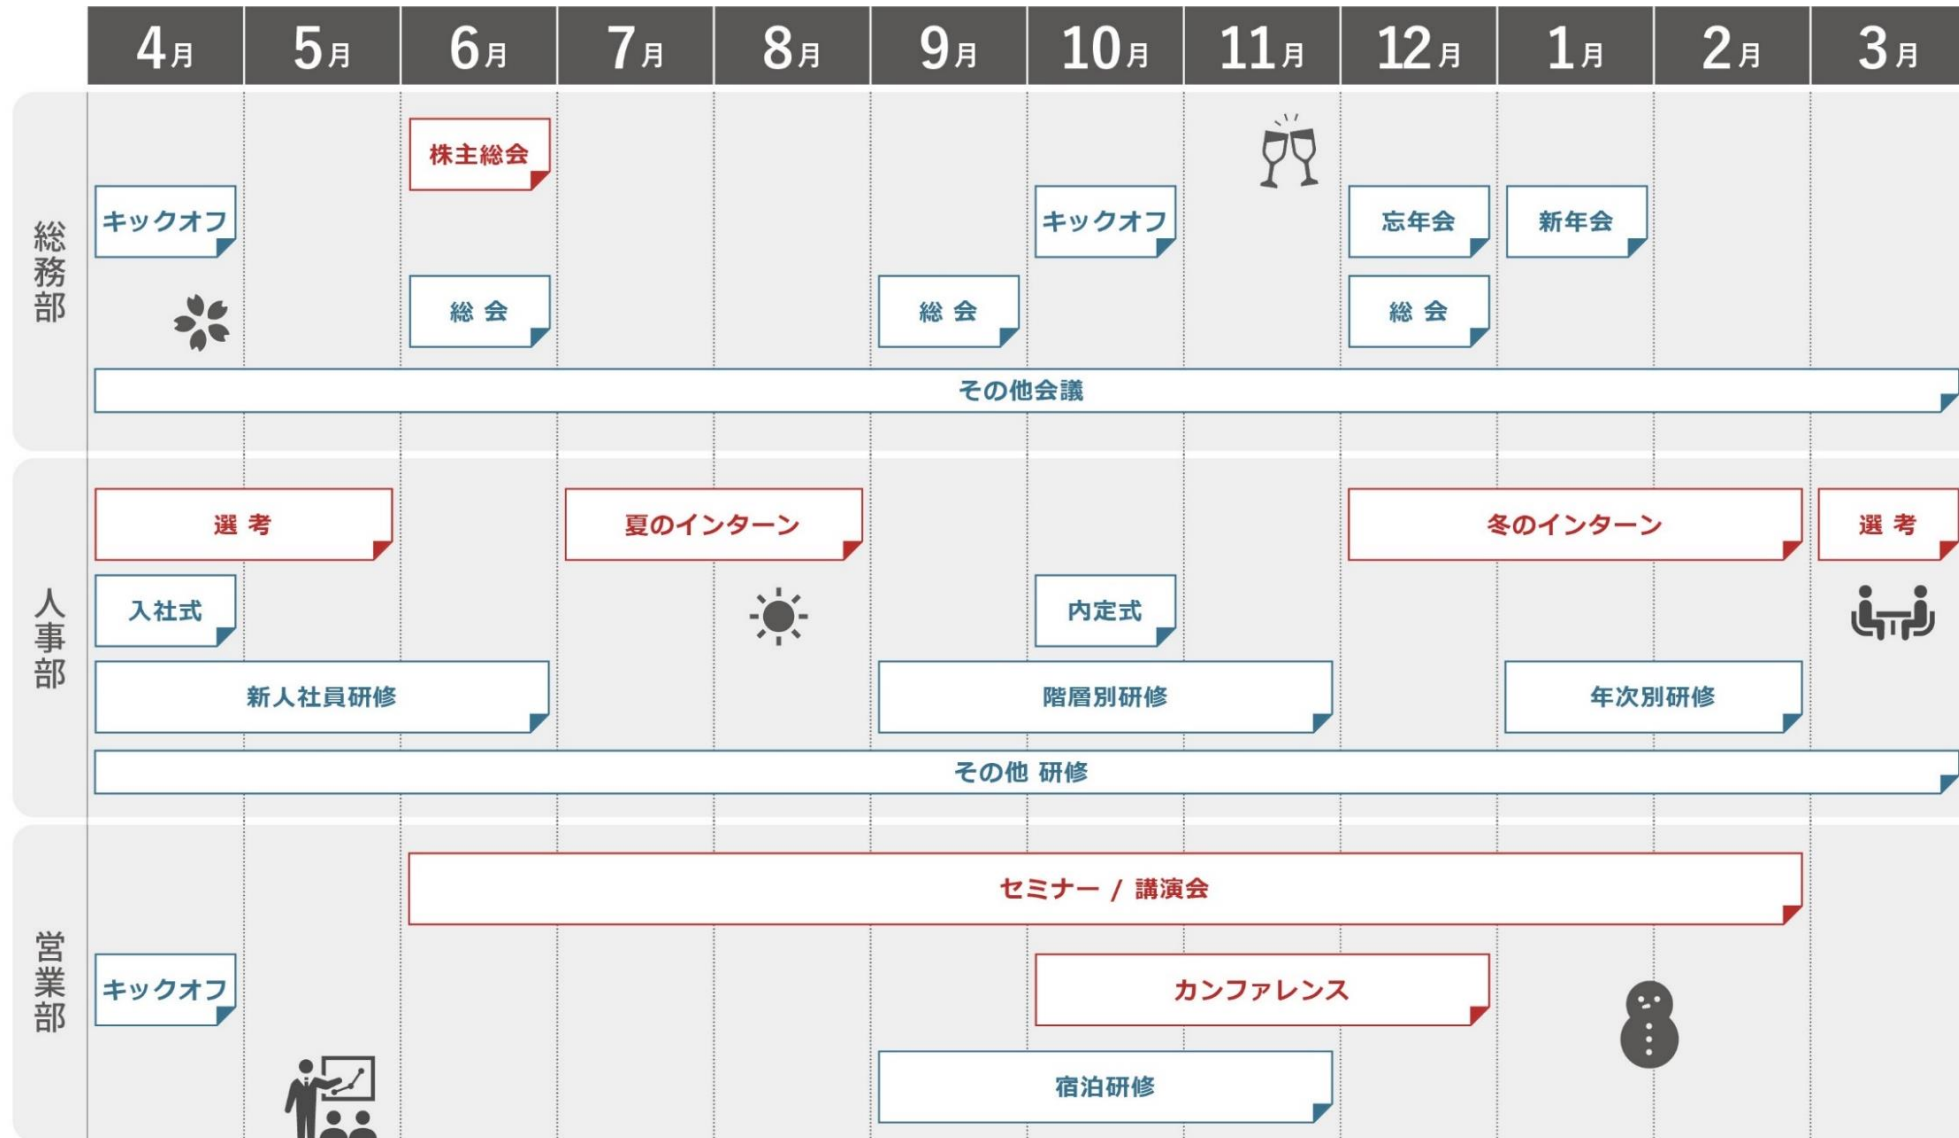 4月 5月 6月 7月 8月 9月 10月 11月 12月 1月 2月 3月
総務部
株主総会
キックオフ キックオフ 忘年会 新年会
総 会 総 会 総 会
その他会議
人事部
選 考 夏のインターン 冬のインターン 選 考
入社式 内定式
新人社員研修 階層別研修 年次別研修
その他 研修
営業部
セミナー / 講演会
キックオフ カンファレンス
宿泊研修